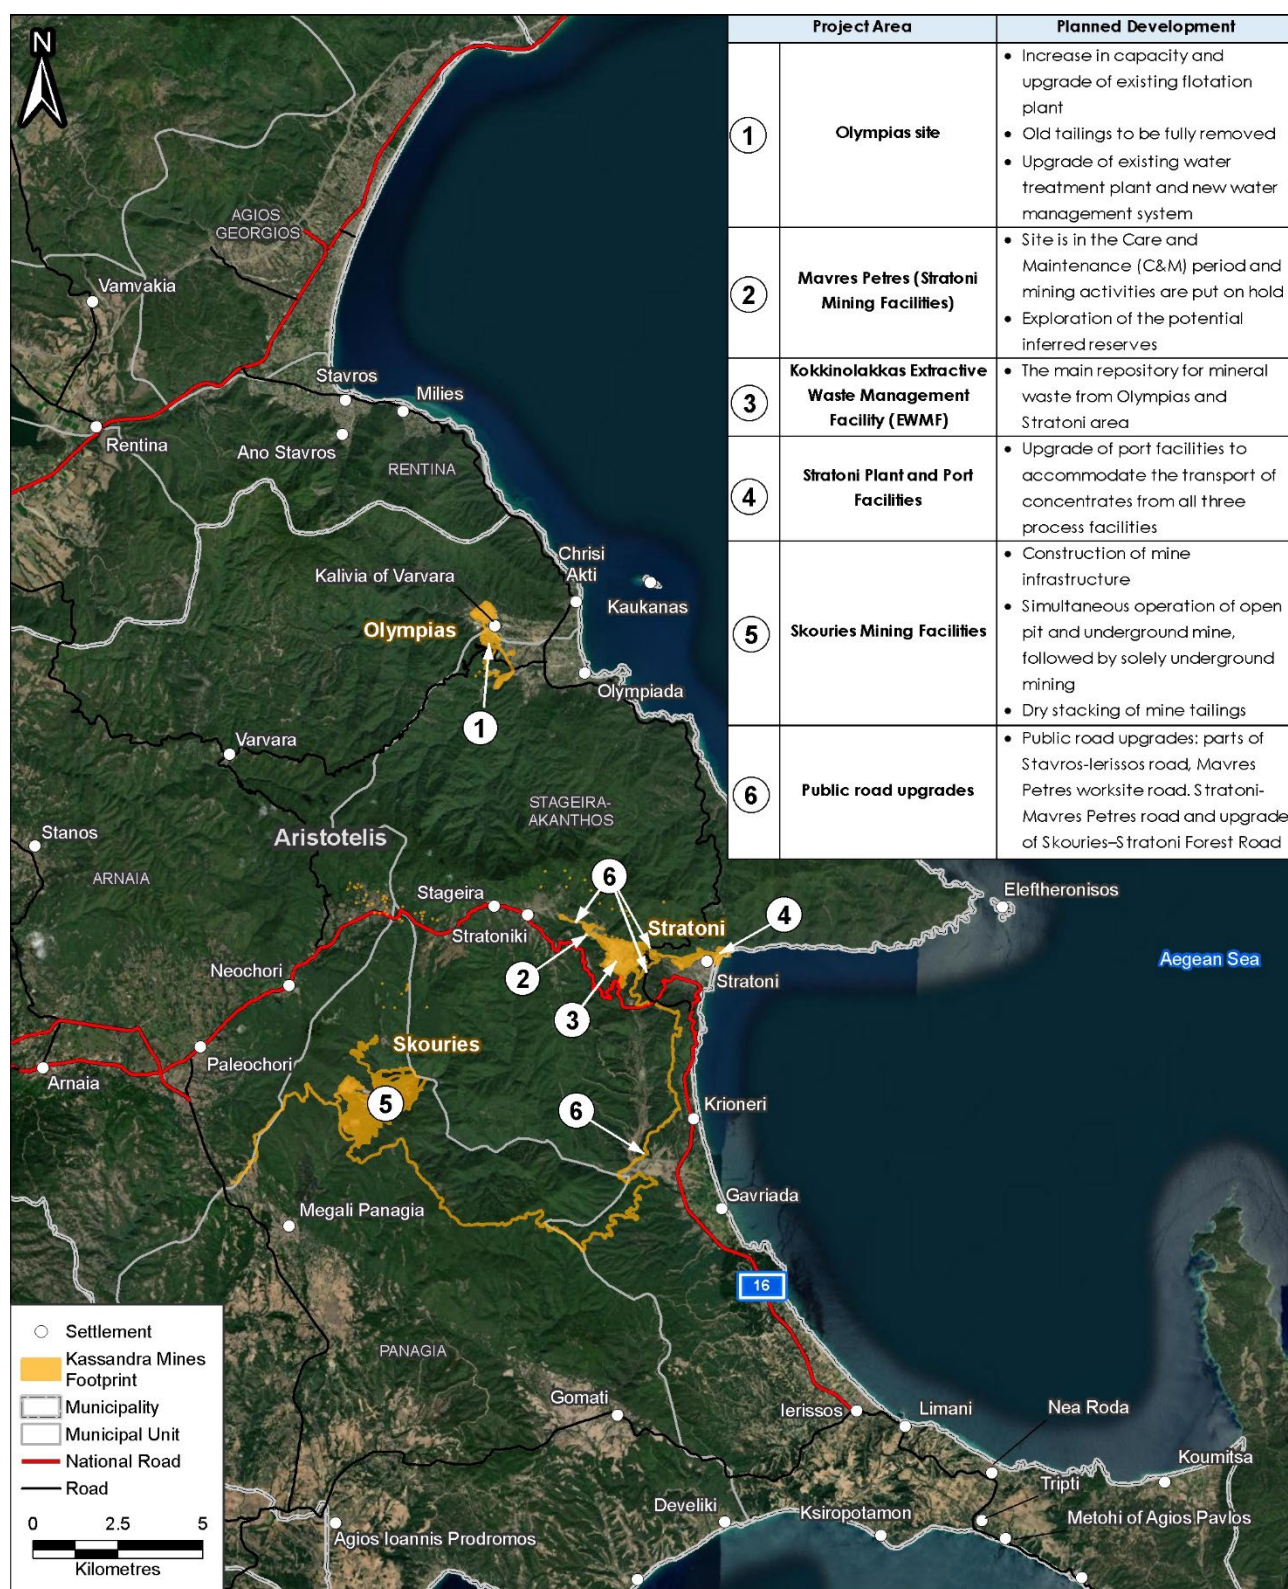 N
Project Area
Planned Development
1
Olympias site
• Increase in capacity and
upgrade of existing flotation
plant
• Old tailings to be fully removed
• Upgrade of existing water
treatment plant and new water
management system
2
Mavres Petres (Stratoni
Mining Facilities)
• Site is in the Care and
Maintenance (C&M) period and
mining activities are put on hold
• Exploration of the potential
inferred reserves
3
Kokkinolakkas Extractive
Waste Management
Facility (EWMF)
• The main repository for mineral
waste from Olympias and
Stratoni area
4
Stratoni Plant and Port
Facilities
• Upgrade of port facilities to
accommodate the transport of
concentrates from all three
process facilities
5
Skouries Mining Facilities
• Construction of mine
infrastructure
• Simultaneous operation of open
pit and underground mine,
followed by solely underground
mining
• Dry stacking of mine tailings
6
Public road upgrades
• Public road upgrades: parts of
Stavros-Ierissos road, Mavres
Petres worksite road. Stratoni-
Mavres Petres road and upgrade
of Skouries–Stratoni Forest Road
AGIOS
GEORGIOS
Vamvakia
Stavros
Milies
Rentina
Ano Stavros
RENTINA
Chrisi
Akti
Kalivia of Varvara
Kaukanas
Olympias
Olympiada
1
Varvara
STAGEIRA-
AKANTHOS
Stanos
Aristotelis
ARNAIA
Stageira
6
Eleftheronisos
Stratoni
4
Stratoniki
Aegean Sea
Neochori
2
Stratoni
3
Skouries
Paleochori
Arnaia
5
Krioneri
6
Gavriada
Megali Panagia
16
PANAGIA
Gomati
Ierissos
Limani
Nea Roda
Koumitsa
Tripti
Develiki
Ksiropotamon
Metohi of Agios Pavlos
Agios Ioannis Prodromos
Settlement
Kassandra Mines
Footprint
Municipality
Municipal Unit
National Road
Road
0 2.5 5
Kilometres